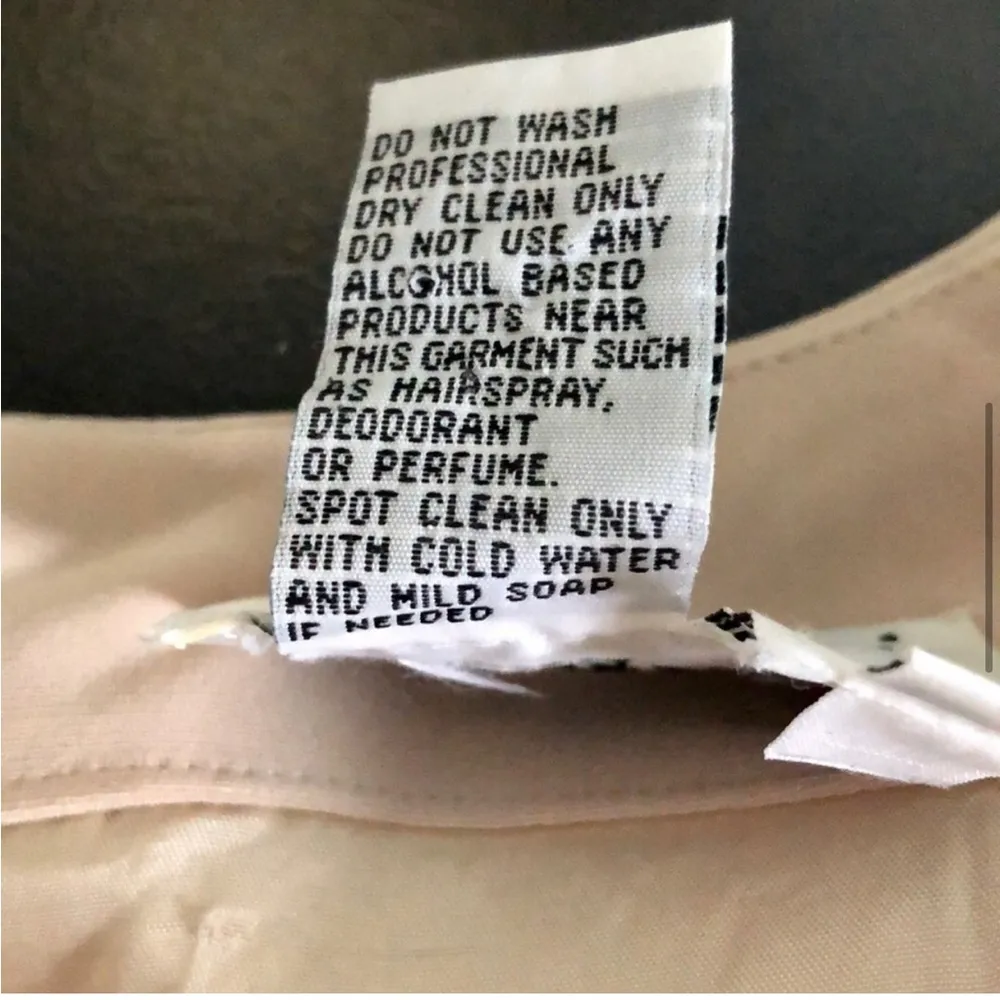 DO NOT WASH
PROFESSIONAL
DRY CLEAN ONLY
DO NOT USE ANY
ALCOHOL BASED
PRODUCTS NEAR
THIS GARMENT SUCH
AS HAIRSPRAY,
DEODORANT
OR PERFUME.
SPOT CLEAN ONLY
WITH COLD WATER
AND MILD SOAP
IF NEEDED